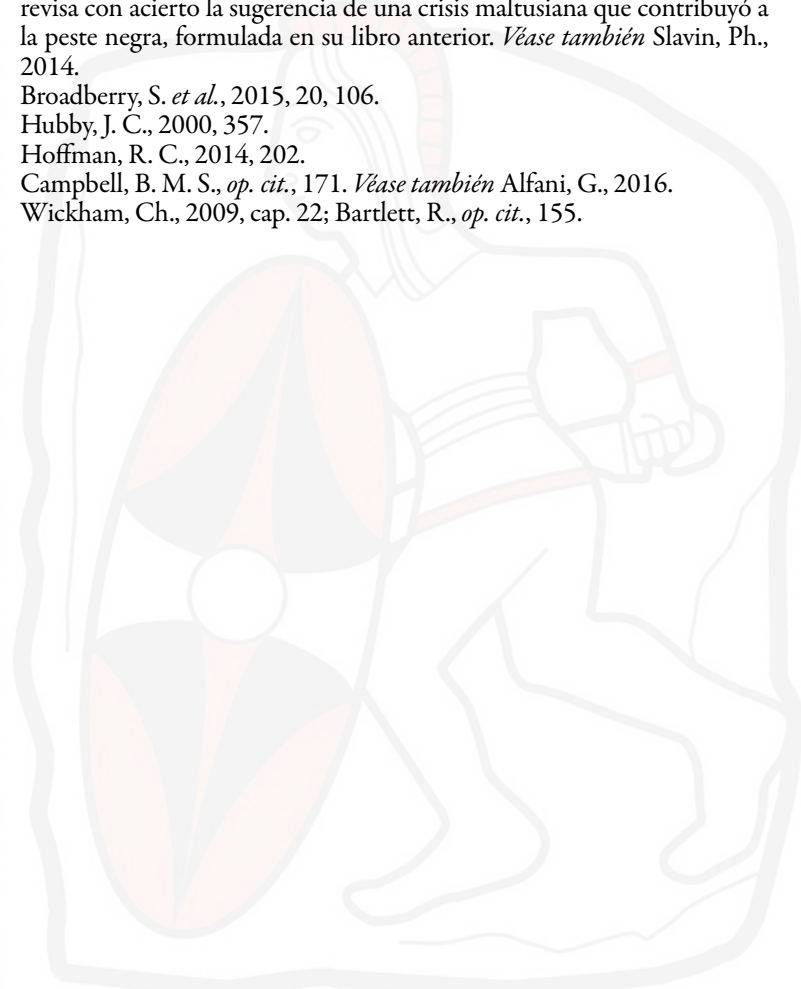 revisa con acierto la sugerencia de una crisis maltusiana que contribuyó a
la peste negra, formulada en su libro anterior. Véase también Slavin, Ph.,
2014.
Broadberry, S. et al., 2015, 20, 106.
Hubby, J. C., 2000, 357.
Hoffman, R. C., 2014, 202.
Campbell, B. M. S., op. cit., 171. Véase también Alfani, G., 2016.
Wickham, Ch., 2009, cap. 22; Bartlett, R., op. cit., 155.